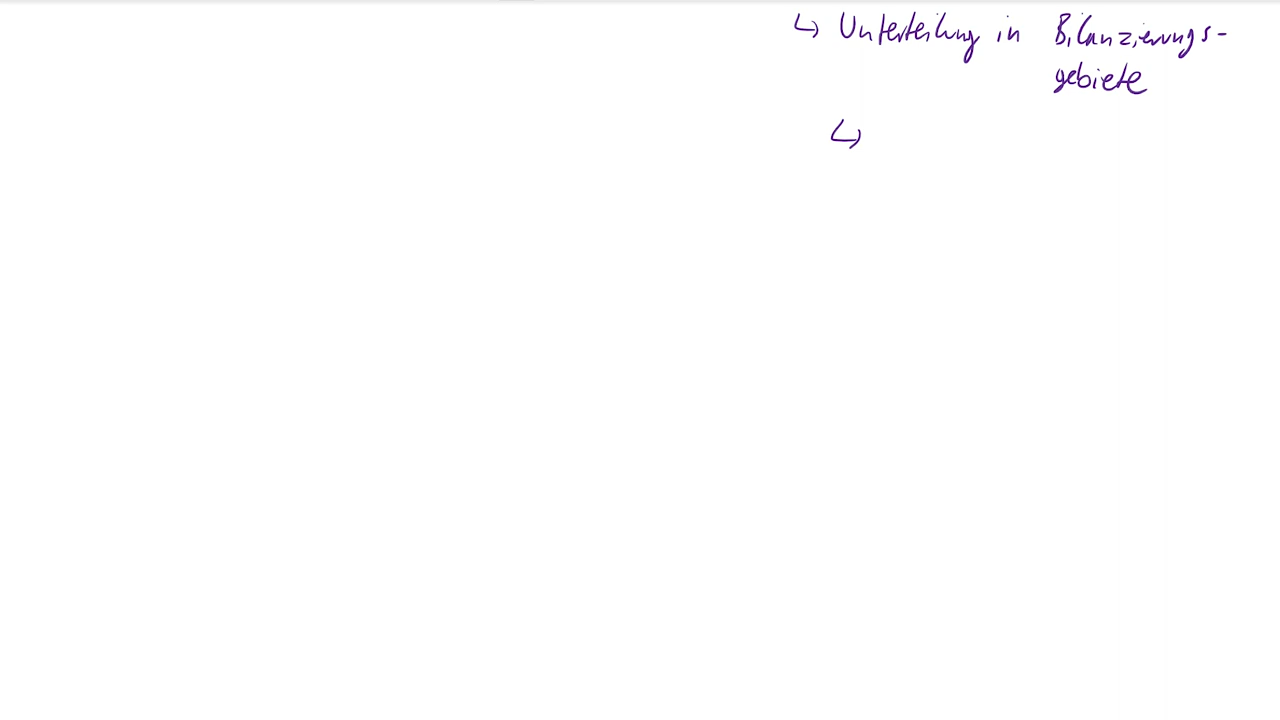 ↳ Unterteilung in Bilanzierungs-
gebiete
↳